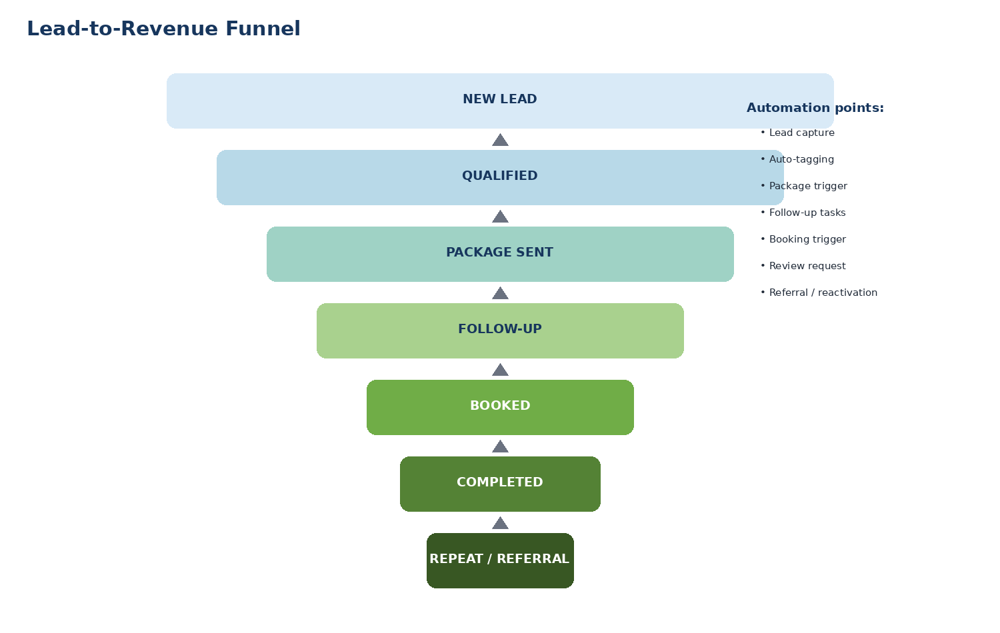 Lead-to-Revenue Funnel
NEW LEAD
QUALIFIED
PACKAGE SENT
FOLLOW-UP
BOOKED
COMPLETED
REPEAT / REFERRAL
Automation points:
• Lead capture
• Auto-tagging
• Package trigger
• Follow-up tasks
• Booking trigger
• Review request
• Referral / reactivation